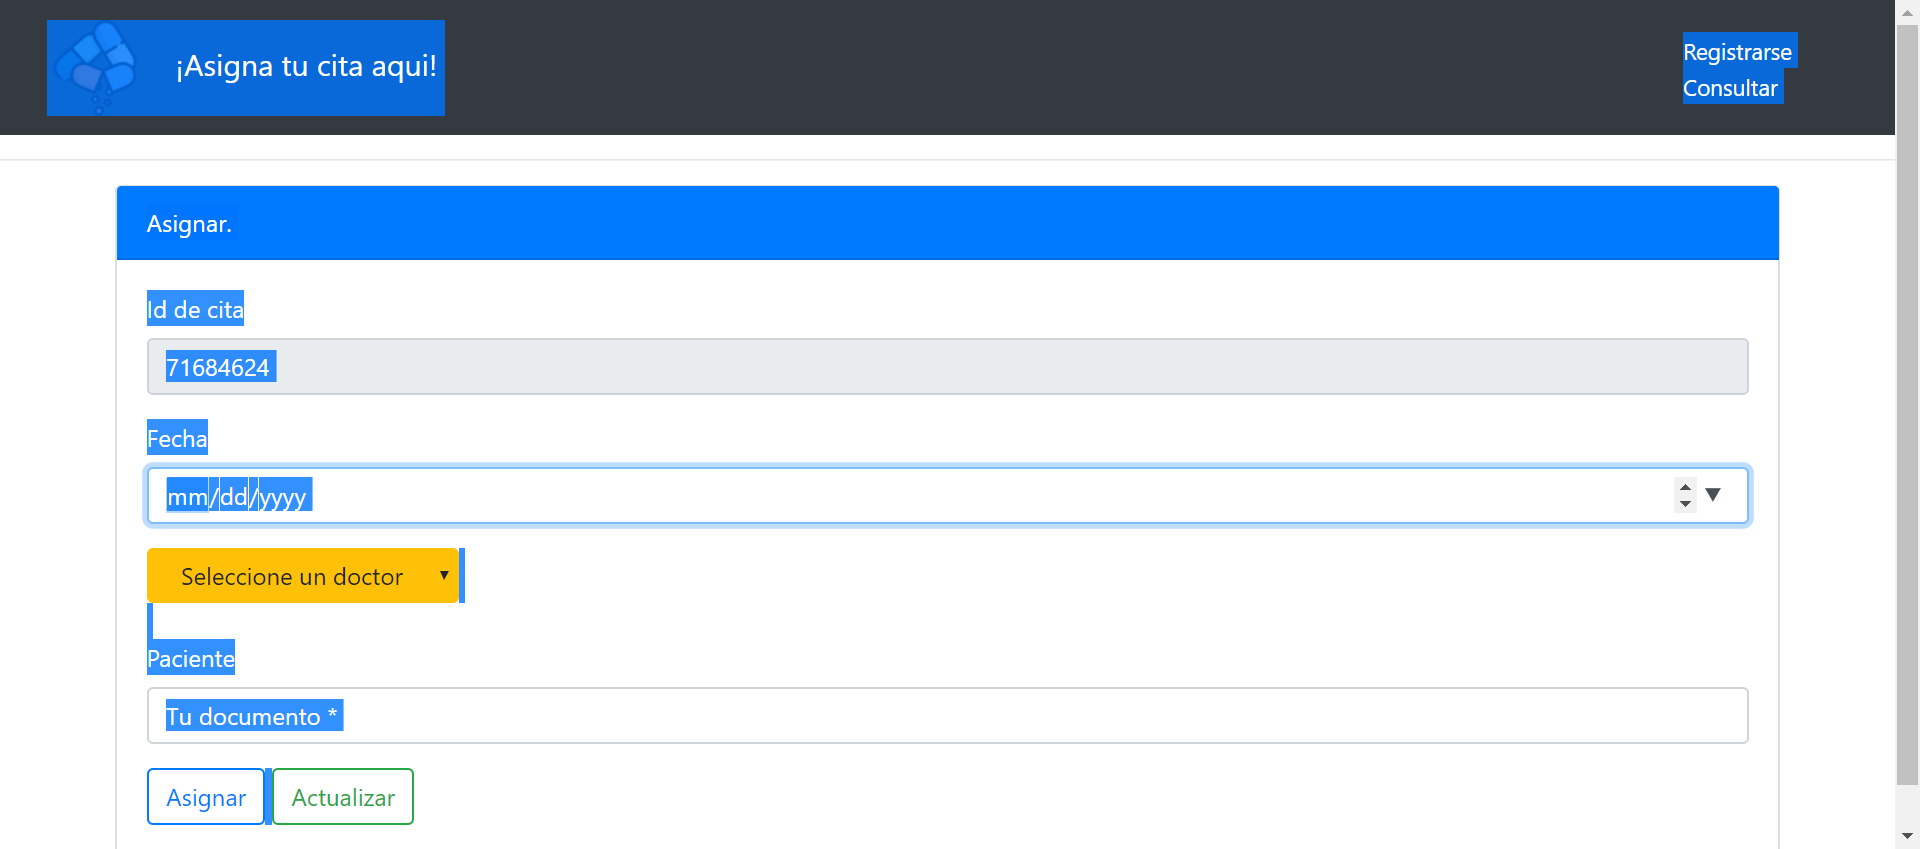 ¡Asigna tu cita aqui!
Registrarse
Consultar
Asignar.
Id de cita
71684624
Fecha
mm/dd/yyyy
Seleccione un doctor
Paciente
Tu documento *
Asignar
Actualizar